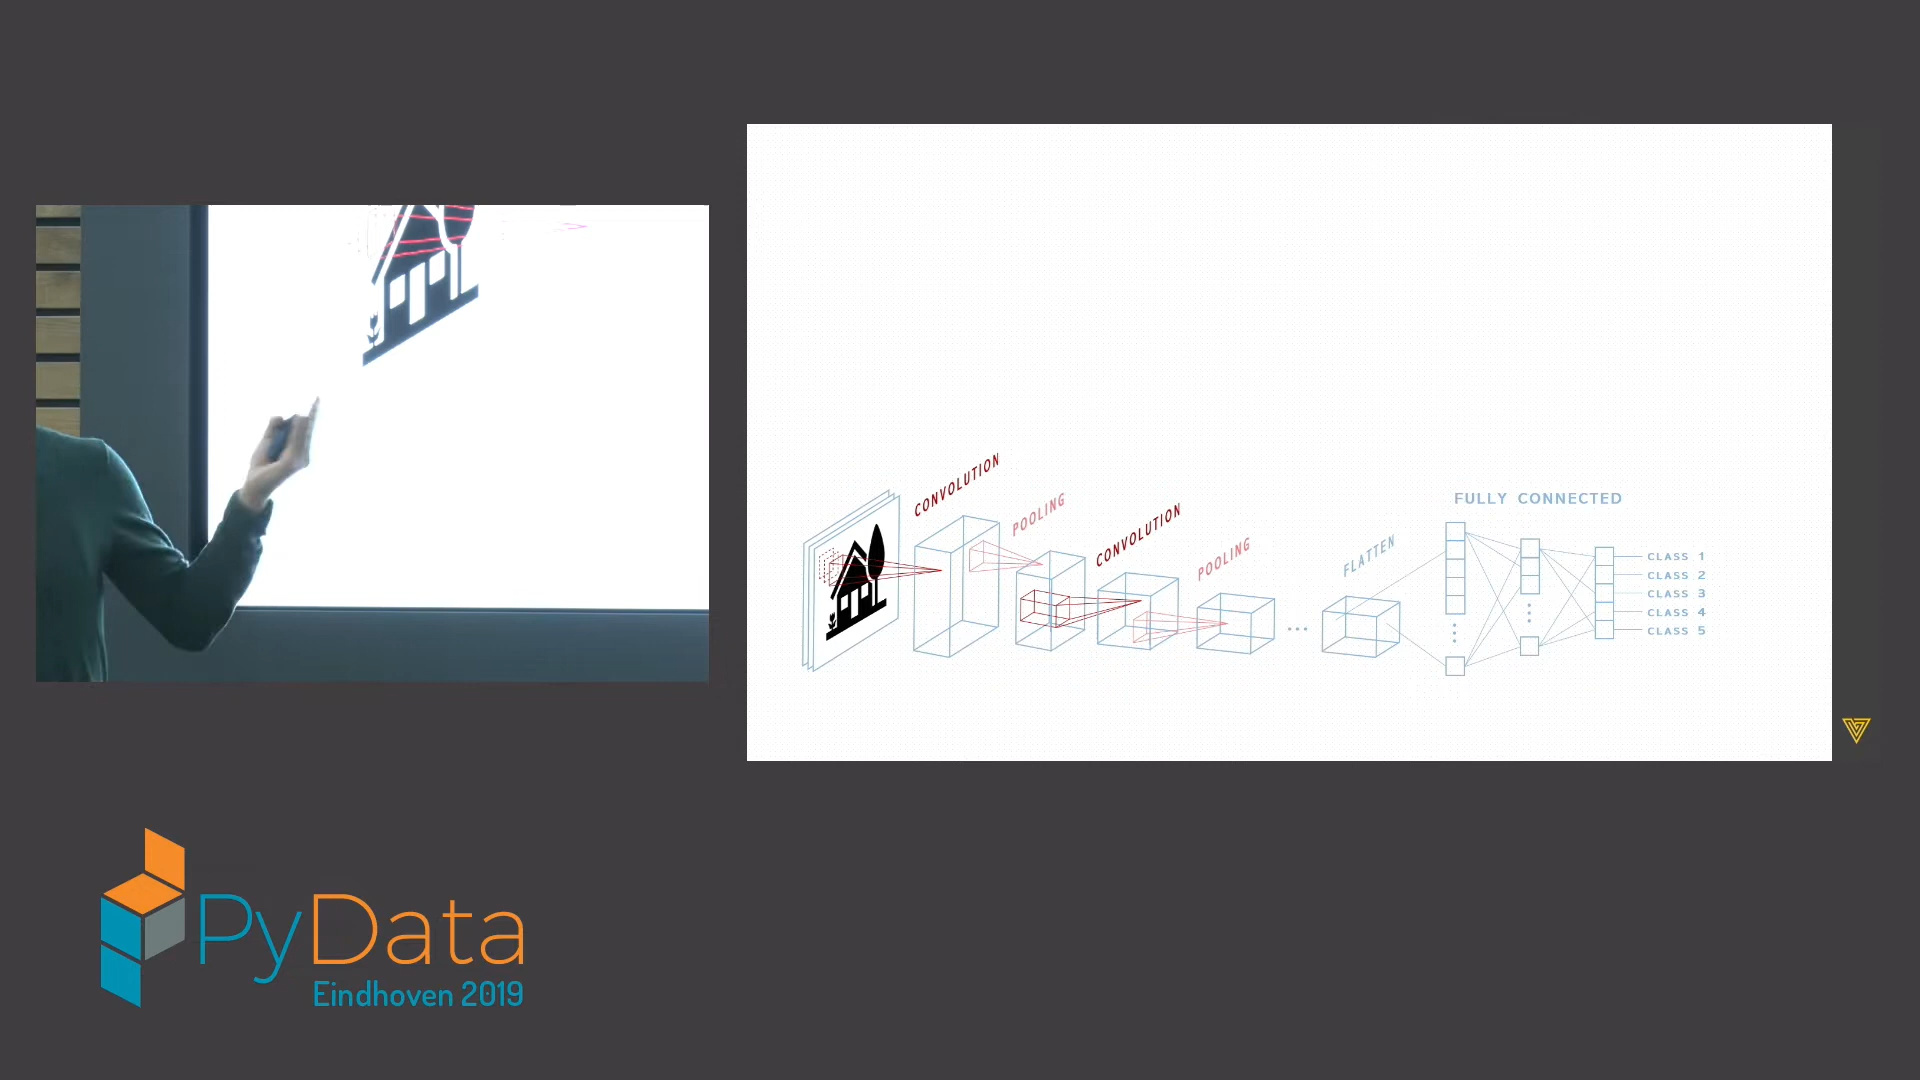 CONVOLUTION
POOLING
CONVOLUTION
POOLING
FLATTEN
FULLY CONNECTED
CLASS 1
CLASS 2
CLASS 3
CLASS 4
CLASS 5
PyData
Eindhoven 2019